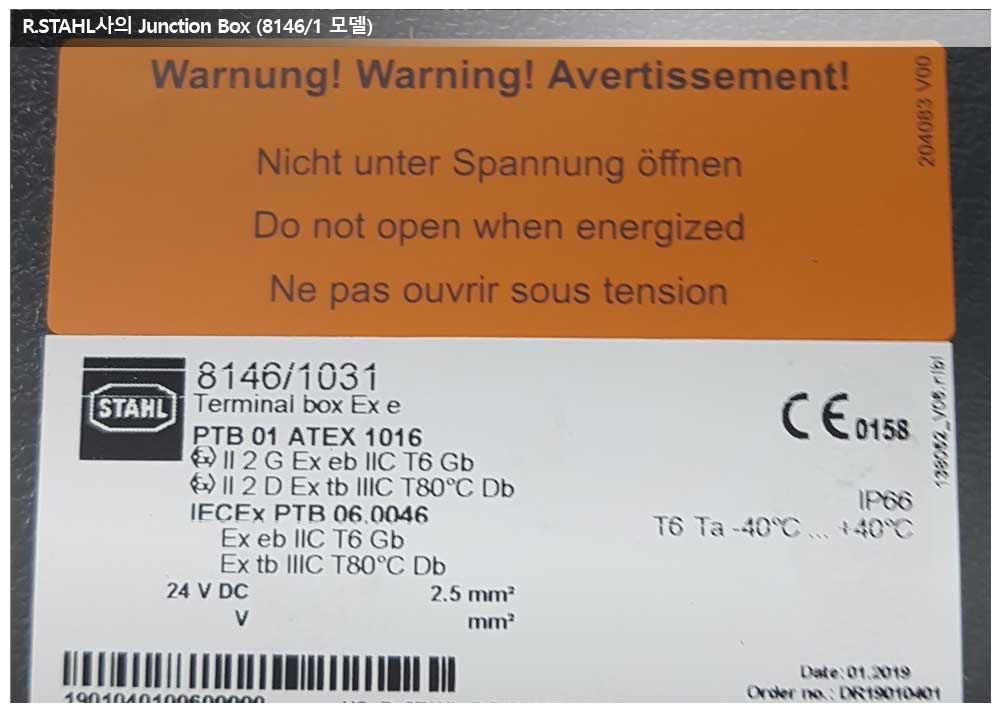 R.STAHL사의 Junction Box (8146/1 모델)
Warnung! Warning! Avertissement!
204083 V00
Nicht unter Spannung öffnen
Do not open when energized
Ne pas ouvrir sous tension
STAHL
8146/1031
Terminal box Ex e
PTB 01 ATEX 1016
II 2 G Ex eb IIC T6 Gb
II 2 D Ex tb IIIC T80°C Db
IECEx PTB 06.0046
Ex eb IIC T6 Gb
Ex tb IIIC T80°C Db
CE 0158
IP66
T6 Ta -40°C ... +40°C
24 V DC 2.5 mm²
V mm²
Date: 01.2019
Order no.: DR19010401